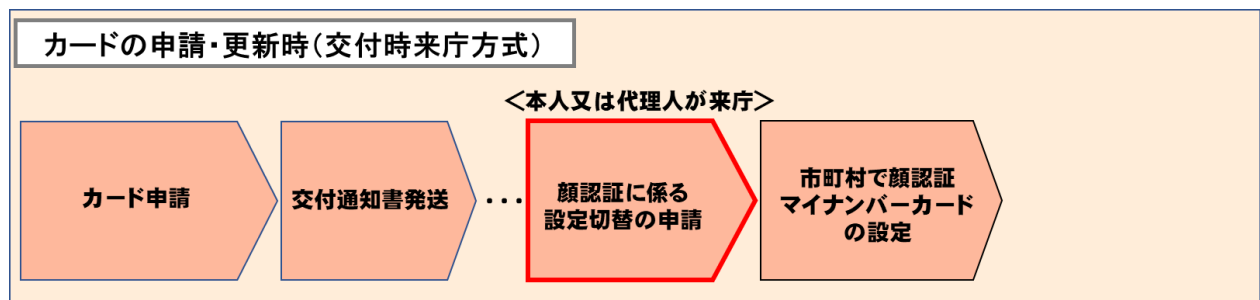 カードの申請・更新時（交付時来庁方式）
＜本人又は代理人が来庁＞
カード申請
交付通知書発送
・・・
顔認証に係る
設定切替の申請
市町村で顔認証
マイナンバーカード
の設定